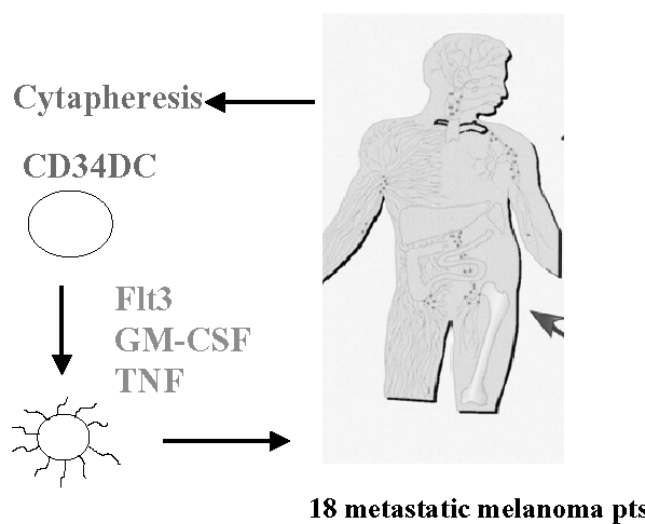 Cytapheresis
CD34DC
Flt3
GM-CSF
TNF
18 metastatic melanoma pts